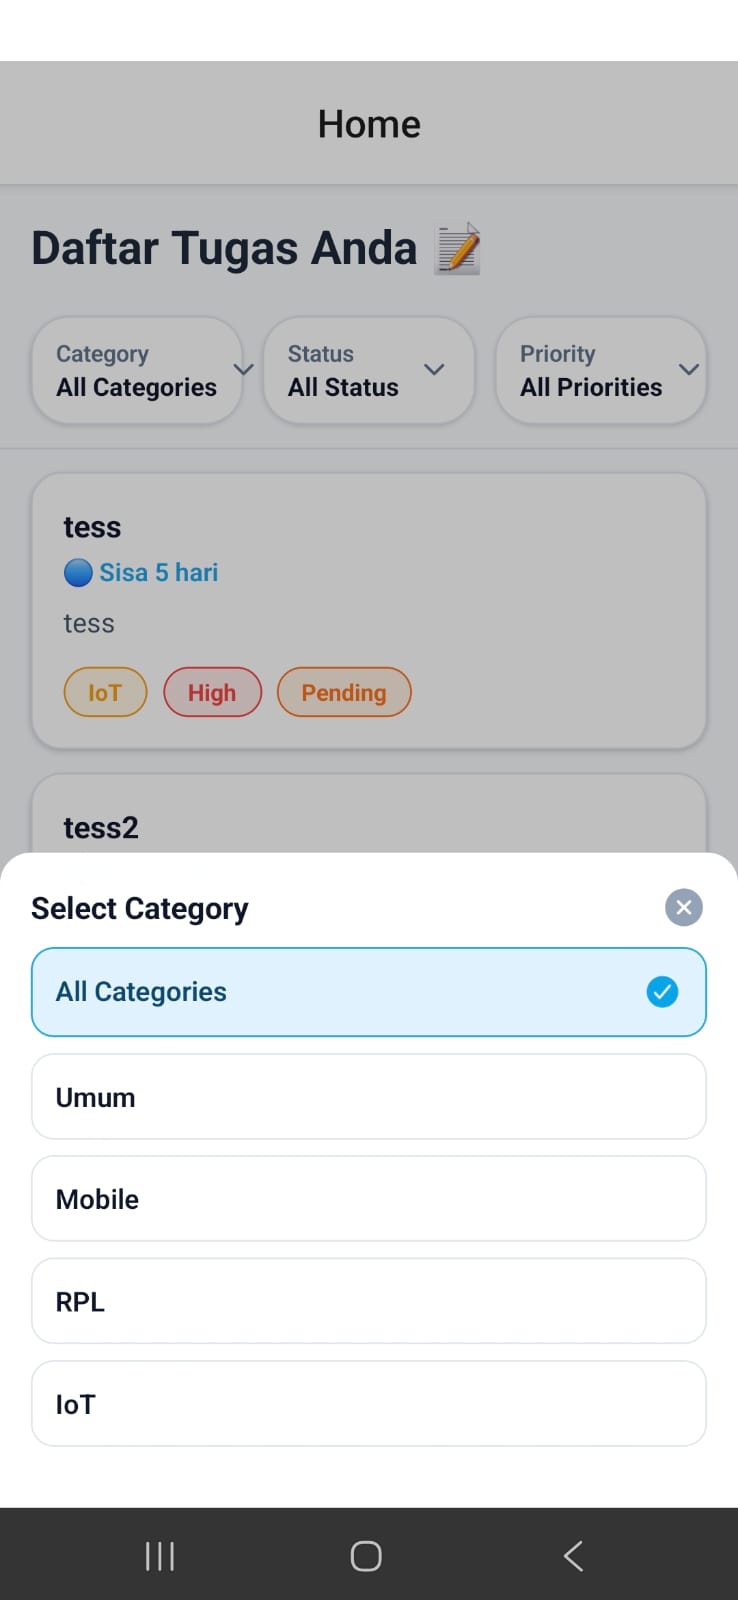 Home
Daftar Tugas Anda 📝
Category
All Categories
Status
All Status
Priority
All Priorities
tess
Sisa 5 hari
tess
IoT
High
Pending
tess2
Select Category
All Categories
Umum
Mobile
RPL
IoT